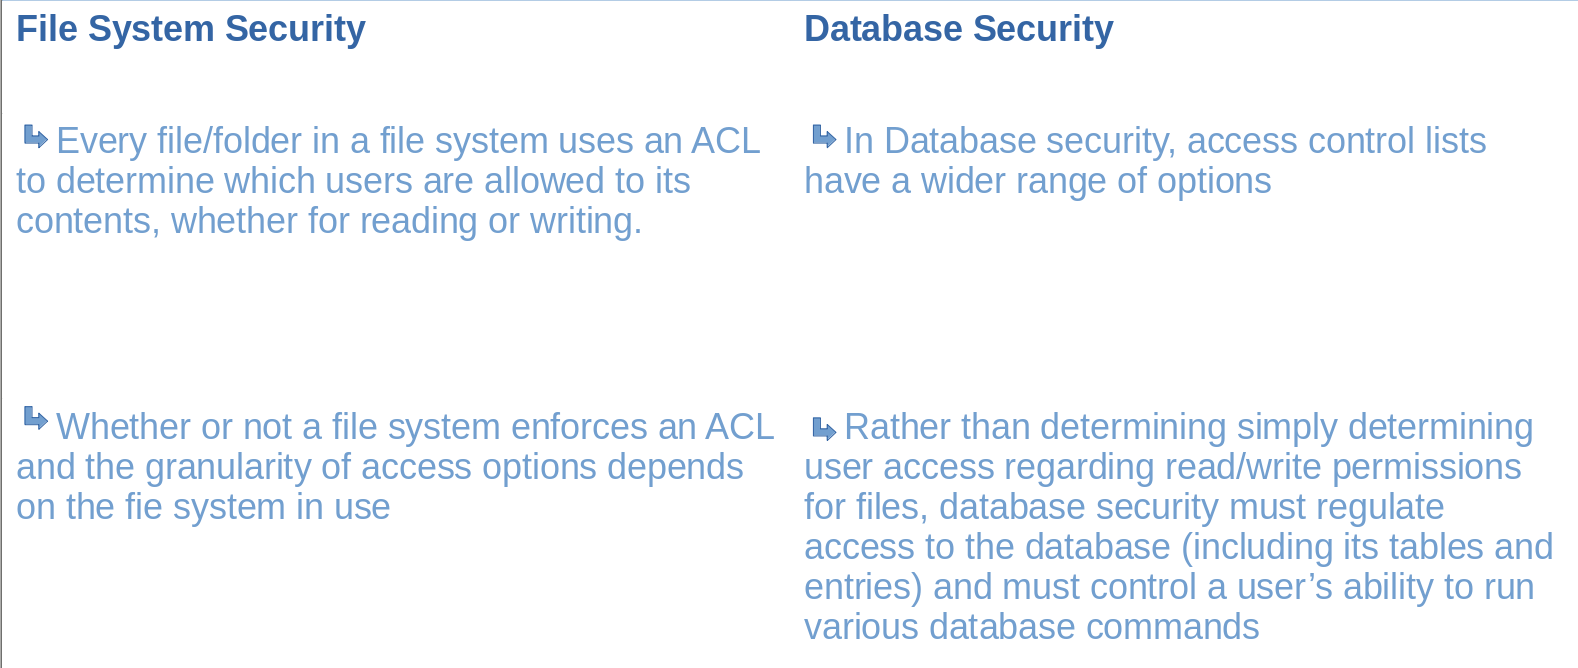 File System Security
Every file/folder in a file system uses an ACL
to determine which users are allowed to its
contents, whether for reading or writing.
Whether or not a file system enforces an ACL
and the granularity of access options depends
on the fie system in use
Database Security
In Database security, access control lists
have a wider range of options
Rather than determining simply determining
user access regarding read/write permissions
for files, database security must regulate
access to the database (including its tables and
entries) and must control a user’s ability to run
various database commands